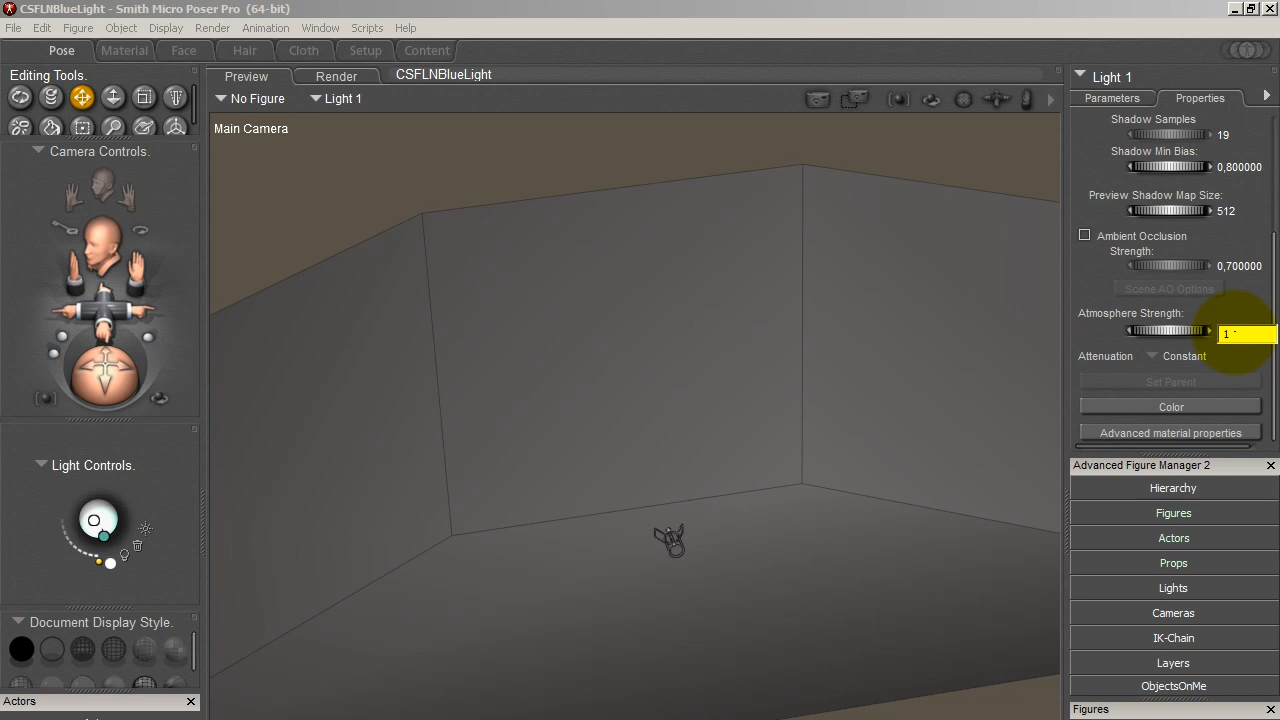 CSFLNBlueLight - Smith Micro Poser Pro (64-bit)
File Edit Figure Object Display Render Animation Window Scripts Help
Pose Material Face Hair Cloth Setup Content
Editing Tools.
Preview Render CSFLNBlueLight
No Figure Light 1
Main Camera
Camera Controls.
Light Controls.
Document Display Style.
Actors
Light 1
Parameters Properties
Shadow Samples
19
Shadow Min Bias:
0,800000
Preview Shadow Map Size:
512
Ambient Occlusion
Strength:
0,700000
Scene AO Options
Atmosphere Strength:
1
Attenuation Constant
Set Parent
Color
Advanced material properties
Advanced Figure Manager 2
Hierarchy
Figures
Actors
Props
Lights
Cameras
IK-Chain
Layers
ObjectsOnMe
Figures